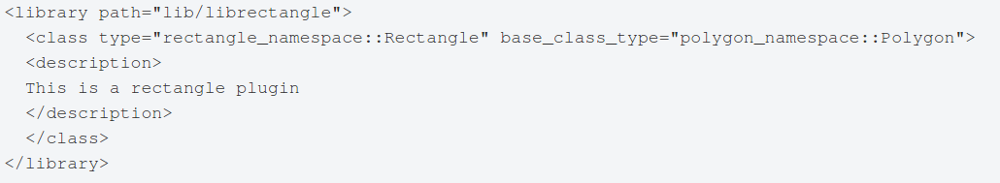 <library path="lib/librectangle">
  <class type="rectangle_namespace::Rectangle" base_class_type="polygon_namespace::Polygon">
  <description>
  This is a rectangle plugin
  </description>
  </class>
</library>